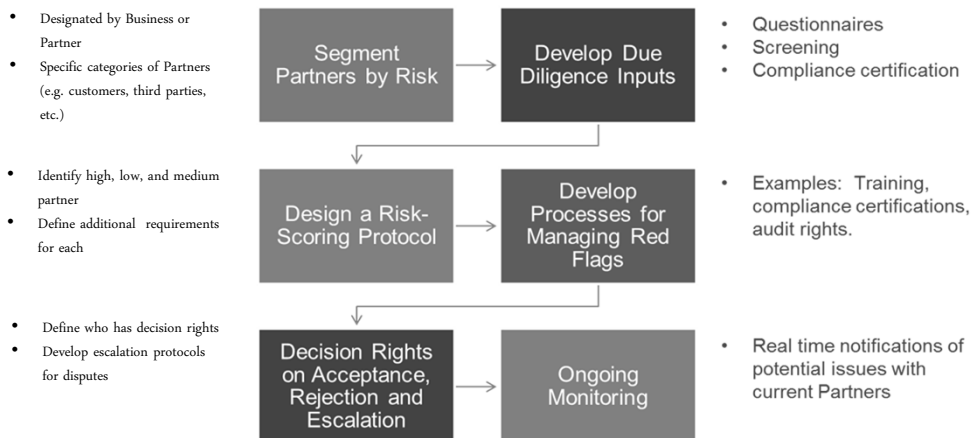 • Designated by Business or
Partner
• Specific categories of Partners
(e.g. customers, third parties,
etc.)
Segment
Partners by Risk
Develop Due
Diligence Inputs
• Questionnaires
• Screening
• Compliance certification
• Identify high, low, and medium
partner
• Define additional requirements
for each
Design a Risk-
Scoring Protocol
Develop
Processes for
Managing Red
Flags
• Examples: Training,
compliance certifications,
audit rights.
• Define who has decision rights
• Develop escalation protocols
for disputes
Decision Rights
on Acceptance,
Rejection and
Escalation
Ongoing
Monitoring
• Real time notifications of
potential issues with
current Partners